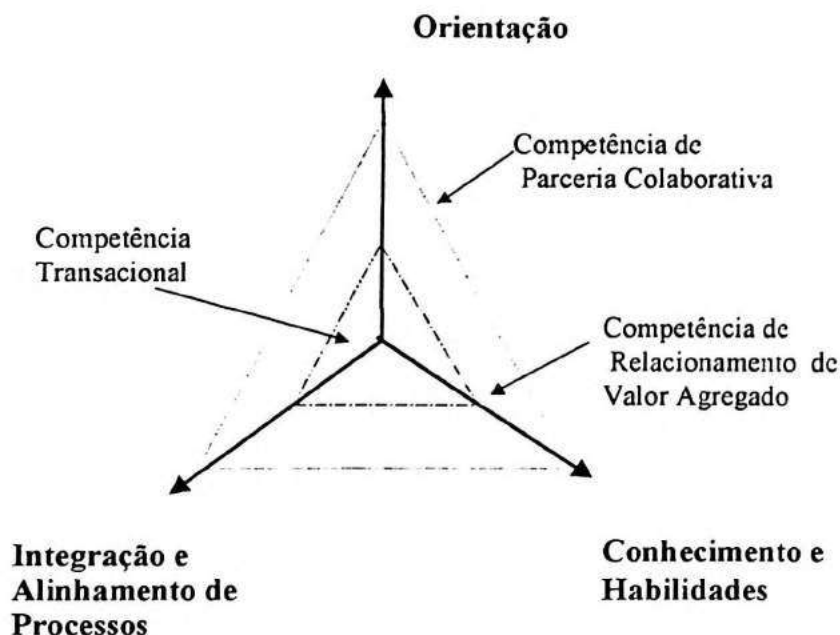 Orientação
Competência de
Parceria Colaborativa
Competência
Transacional
Competência de
Relacionamento de
Valor Agregado
Integração e
Alinhamento de
Processos
Conhecimento e
Habilidades